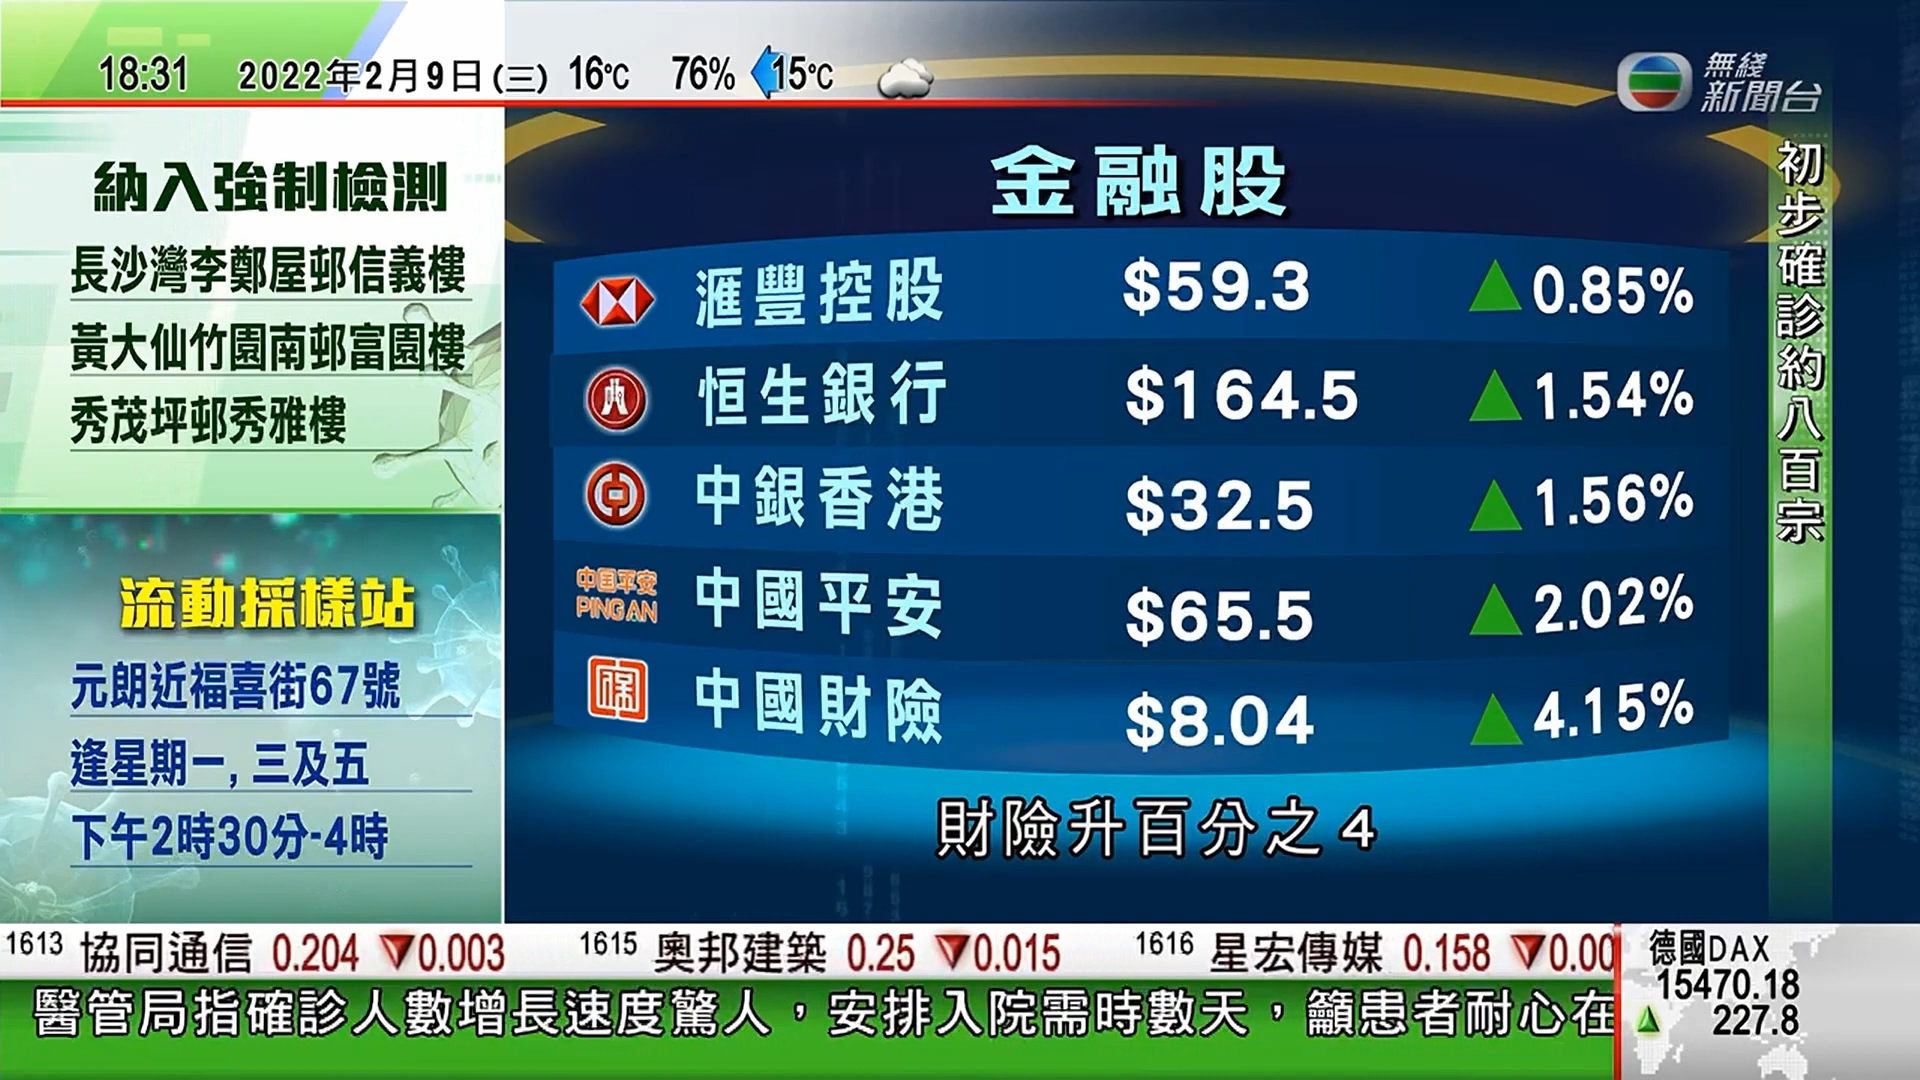 18:31 2022年2月9日(三) 16℃ 76% 15℃
無綫
新聞台
納入強制檢測
長沙灣李鄭屋邨信義樓
黃大仙竹園南邨富園樓
秀茂坪邨秀雅樓
流動採樣站
元朗近福喜街67號
逢星期一,三及五
下午2時30分-4時
金融股
滙豐控股 $59.3 ▲0.85%
恒生銀行 $164.5 ▲1.54%
中銀香港 $32.5 ▲1.56%
中国平安
PING AN
中國平安 $65.5 ▲2.02%
中國財險 $8.04 ▲4.15%
財險升百分之4
初步確診約八百宗
1613 協同通信 0.204 ▼0.003 1615 奧邦建築 0.25 ▼0.015 1616 星宏傳媒 0.158 ▼0.00
醫管局指確診人數增長速度驚人，安排入院需時數天，籲患者耐心在
德國DAX
15470.18
▲ 227.8